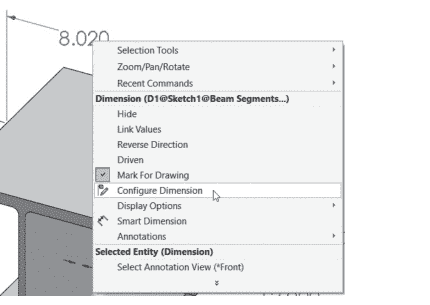 8.020
Selection Tools
Zoom/Pan/Rotate
Recent Commands
Dimension (D1@Sketch1@Beam Segments...)
Hide
Link Values
Reverse Direction
Driven
Mark For Drawing
Configure Dimension
Display Options
Smart Dimension
Annotations
Selected Entity (Dimension)
Select Annotation View (*Front)